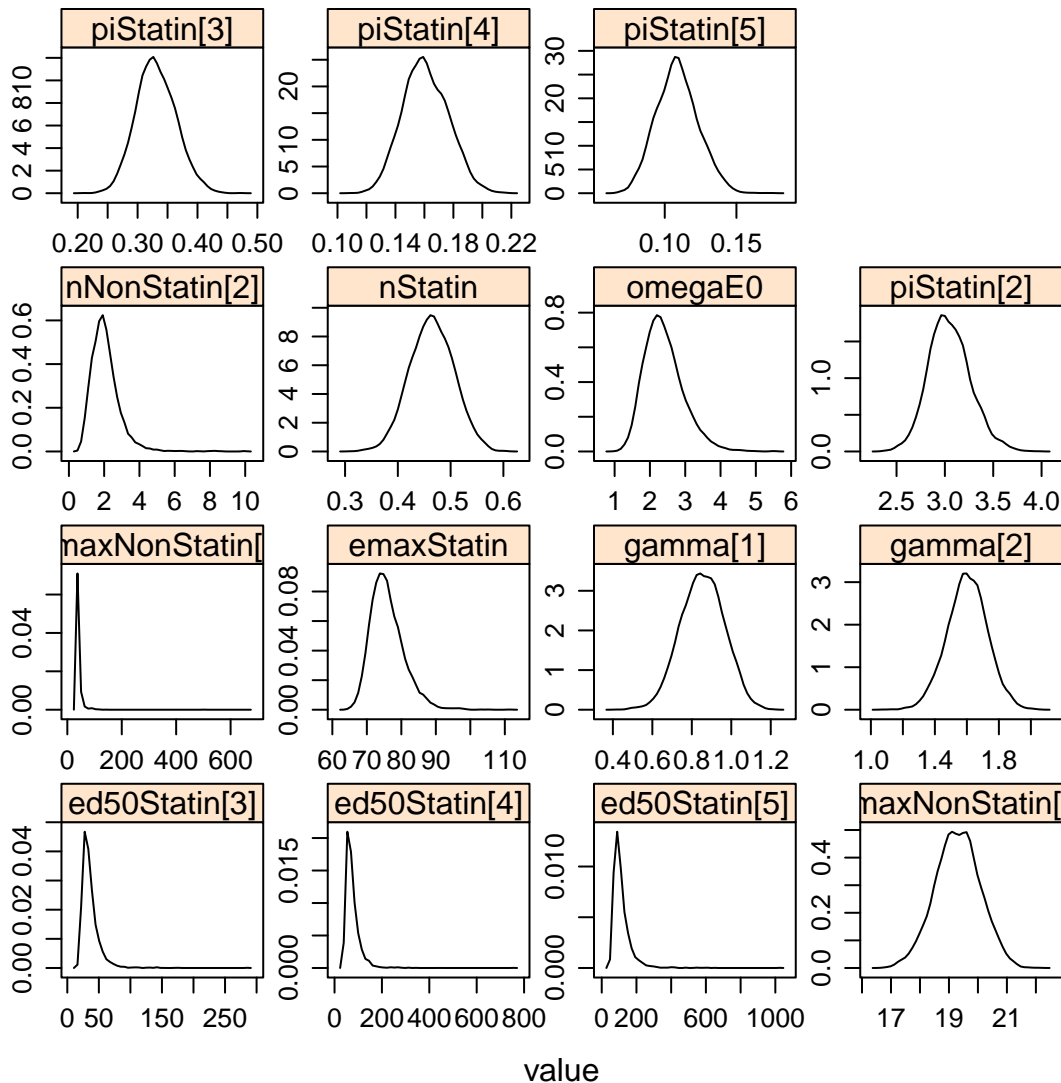 piStatin[3] piStatin[4] piStatin[5]
0 2 4 6 8 10
0 5 10 20
0 5 10 20 30
0.20 0.30 0.40 0.50
0.10 0.14 0.18 0.22
0.10 0.15
nNonStatin[2] nStatin omegaE0 piStatin[2]
0.0 0.2 0.4 0.6
0 2 4 6 8
0.0 0.4 0.8
0.0 1.0
0 2 4 6 8 10
0.3 0.4 0.5 0.6
1 2 3 4 5 6
2.5 3.0 3.5 4.0
maxNonStatin[ emaxStatin gamma[1] gamma[2]
0.00 0.04
0.00 0.04 0.08
0 1 2 3
0 1 2 3
0 200 400 600
60 70 80 90 110
0.4 0.6 0.8 1.0 1.2
1.0 1.4 1.8
ed50Statin[3] ed50Statin[4] ed50Statin[5] maxNonStatin[
0.00 0.02 0.04
0.000 0.015
0.000 0.010
0.0 0.2 0.4
0 50 150 250
0 200 400 600 800
0 200 600 1000
17 19 21
value